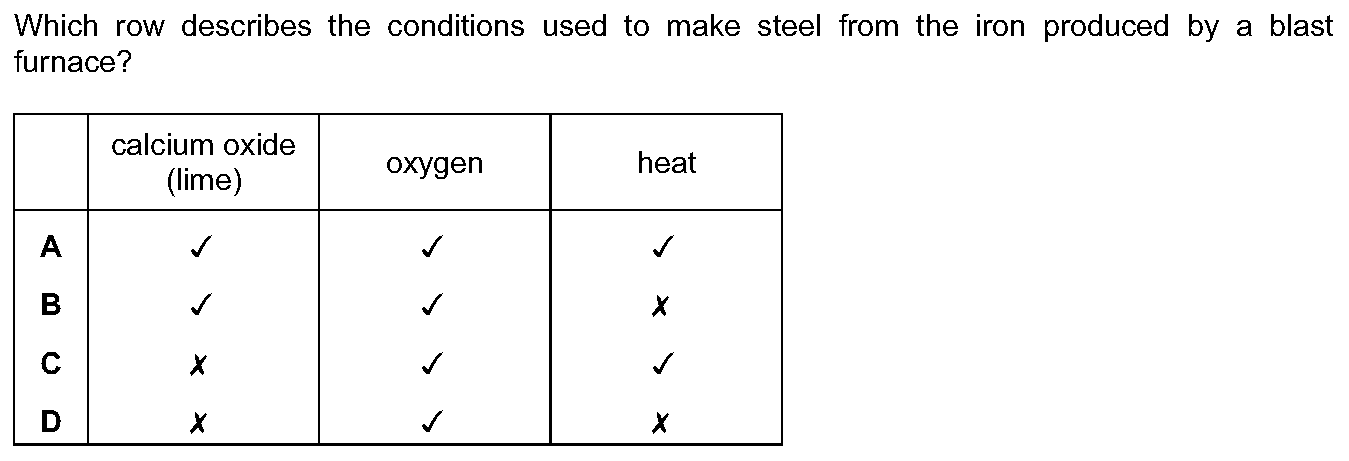 Which row describes the conditions used to make steel from the iron produced by a blast
furnace?
calcium oxide
(lime)
oxygen
heat
A ✓ ✓ ✓
B ✓ ✓ ✗
C ✗ ✓ ✓
D ✗ ✓ ✗